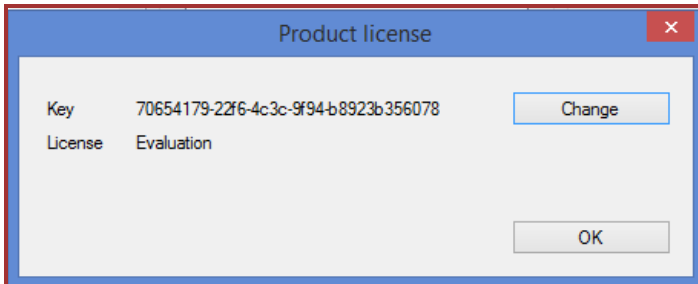 Product license
Key 70654179-22f6-4c3c-9f94-b8923b356078 Change
License Evaluation
OK